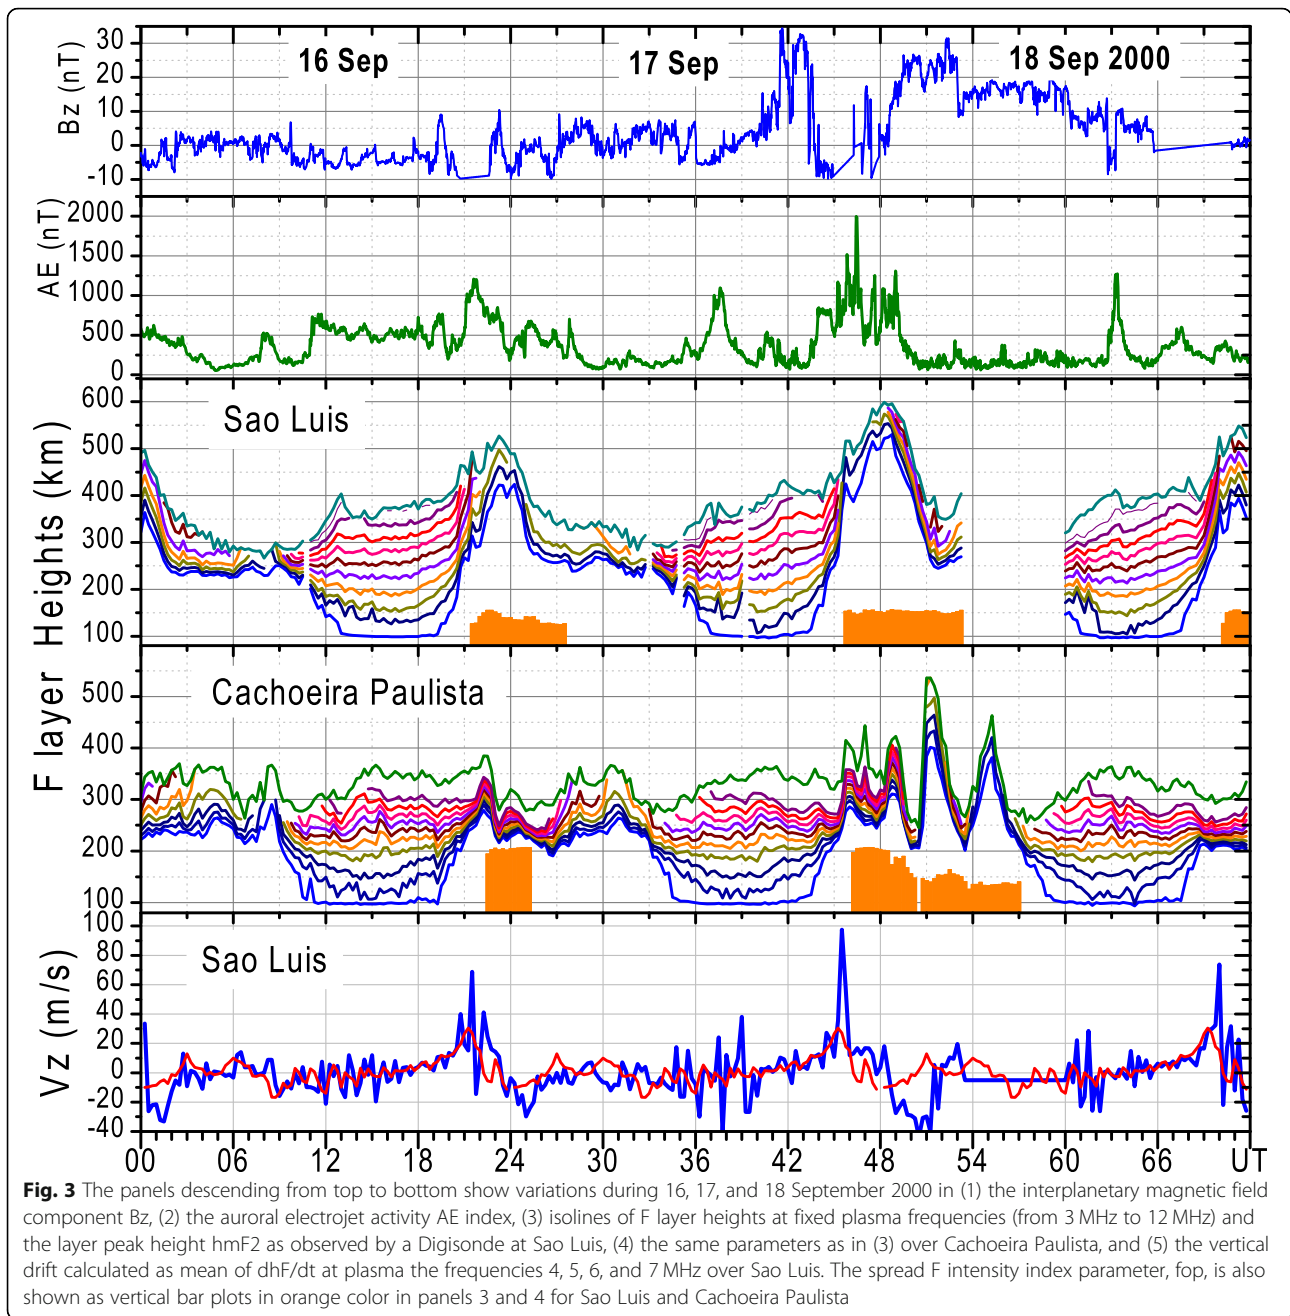 16 Sep
17 Sep
18 Sep 2000
Bz (nT)
30
20
10
0
-10
AE (nT)
2000
1500
1000
500
0
Sao Luis
F layer Heights (km)
600
500
400
300
200
100
Cachoeira Paulista
500
400
300
200
100
Sao Luis
Vz (m/s)
100
80
60
40
20
0
-20
-40
00 06 12 18 24 30 36 42 48 54 60 66 UT
Fig. 3 The panels descending from top to bottom show variations during 16, 17, and 18 September 2000 in (1) the interplanetary magnetic field
component Bz, (2) the auroral electrojet activity AE index, (3) isolines of F layer heights at fixed plasma frequencies (from 3 MHz to 12 MHz) and
the layer peak height hmF2 as observed by a Digisonde at Sao Luis, (4) the same parameters as in (3) over Cachoeira Paulista, and (5) the vertical
drift calculated as mean of dhF/dt at plasma the frequencies 4, 5, 6, and 7 MHz over Sao Luis. The spread F intensity index parameter, fop, is also
shown as vertical bar plots in orange color in panels 3 and 4 for Sao Luis and Cachoeira Paulista